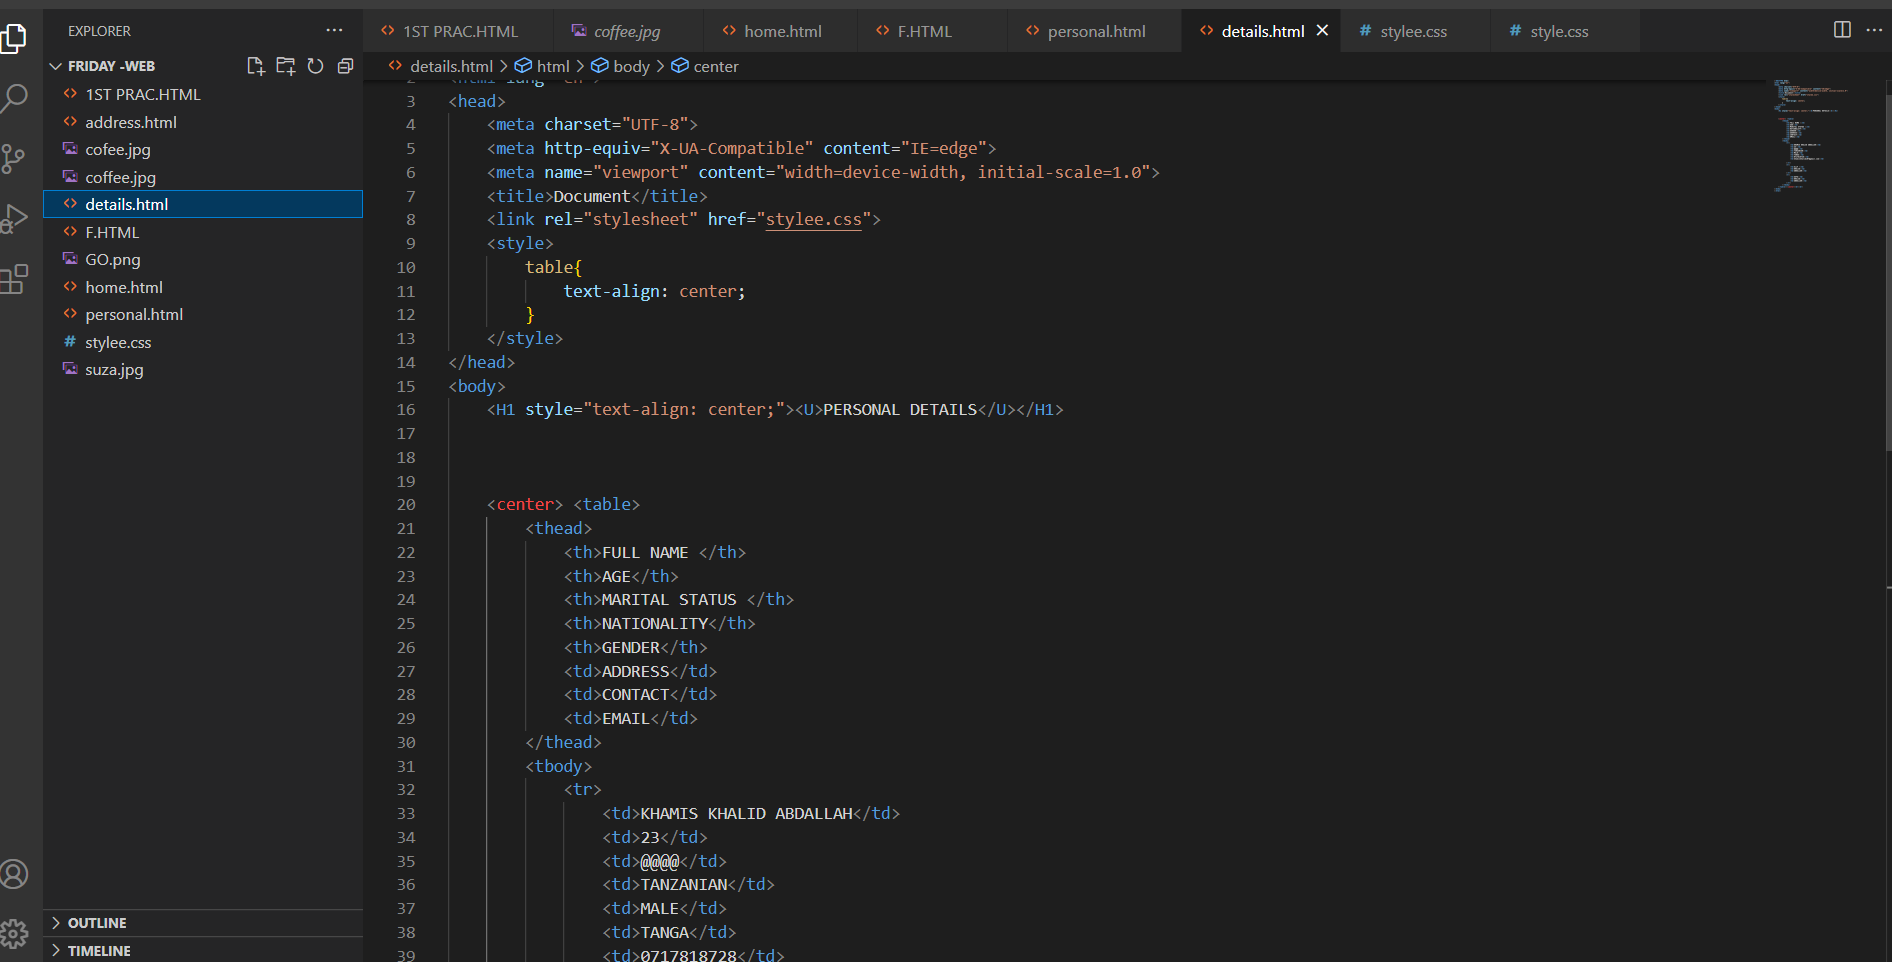 EXPLORER
1ST PRAC.HTML
coffee.jpg
home.html
F.HTML
personal.html
details.html
# stylee.css
# style.css
FRIDAY -WEB
details.html > html > body > center
1ST PRAC.HTML
address.html
cofee.jpg
coffee.jpg
details.html
F.HTML
GO.png
home.html
personal.html
# stylee.css
suza.jpg
OUTLINE
TIMELINE
3 <head>
4 <meta charset="UTF-8">
5 <meta http-equiv="X-UA-Compatible" content="IE=edge">
6 <meta name="viewport" content="width=device-width, initial-scale=1.0">
7 <title>Document</title>
8 <link rel="stylesheet" href="stylee.css">
9 <style>
10 table{
11 text-align: center;
12 }
13 </style>
14 </head>
15 <body>
16 <H1 style="text-align: center;"><U>PERSONAL DETAILS</U></H1>
17
18
19
20 <center> <table>
21 <thead>
22 <th>FULL NAME </th>
23 <th>AGE</th>
24 <th>MARITAL STATUS </th>
25 <th>NATIONALITY</th>
26 <th>GENDER</th>
27 <td>ADDRESS</td>
28 <td>CONTACT</td>
29 <td>EMAIL</td>
30 </thead>
31 <tbody>
32 <tr>
33 <td>KHAMIS KHALID ABDALLAH</td>
34 <td>23</td>
35 <td>@@@@</td>
36 <td>TANZANIAN</td>
37 <td>MALE</td>
38 <td>TANGA</td>
39 <td>0717818728</td>